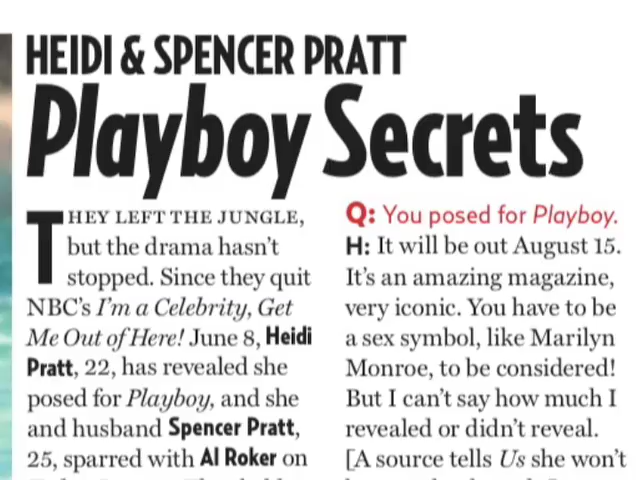 HEIDI & SPENCER PRATT
Playboy Secrets
THEY LEFT THE JUNGLE,
but the drama hasn't
stopped. Since they quit
NBC's I'm a Celebrity, Get
Me Out of Here! June 8, Heidi
Pratt, 22, has revealed she
posed for Playboy, and she
and husband Spencer Pratt,
25, sparred with Al Roker on
Q: You posed for Playboy.
H: It will be out August 15.
It's an amazing magazine,
very iconic. You have to be
a sex symbol, like Marilyn
Monroe, to be considered!
But I can't say how much I
revealed or didn't reveal.
[A source tells Us she won't